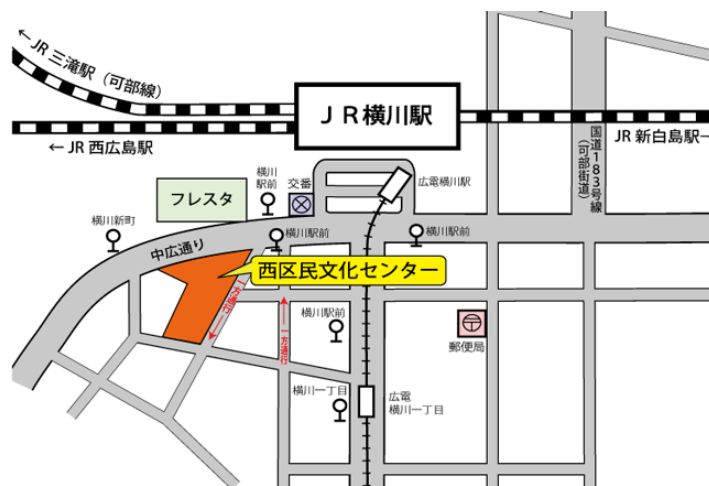 ← JR 三滝駅（可部線）
JR横川駅
← JR 西広島駅
JR 新白島駅→
国道183号線
（可部街道）
フレスタ
横川
駅前
交番
広電横川駅
横川新町
中広通り
横川駅前
横川駅前
西区民文化センター
一方通行
横川駅前
一方通行
郵便局
横川一丁目
広電
横川一丁目